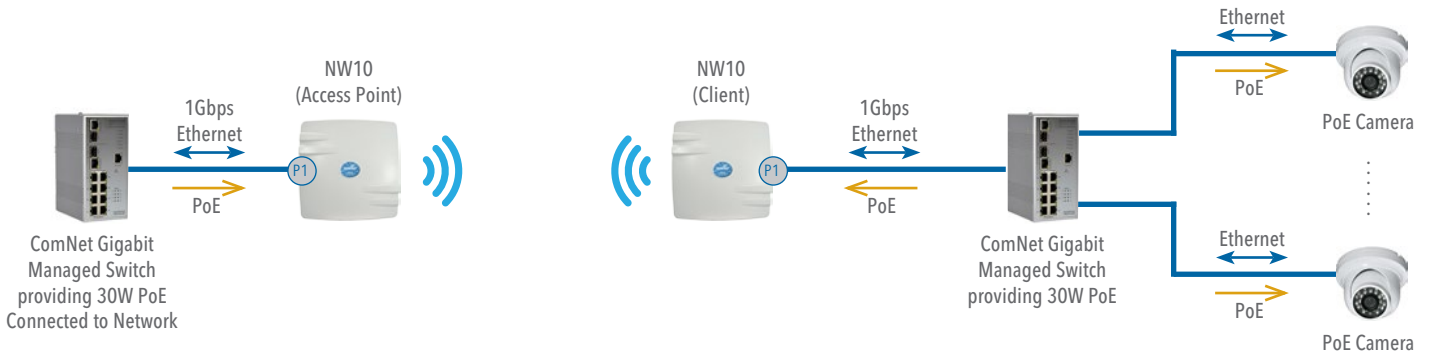 NW10
(Access Point)
1Gbps
Ethernet
P1
PoE
ComNet Gigabit
Managed Switch
providing 30W PoE
Connected to Network
NW10
(Client)
P1
1Gbps
Ethernet
PoE
ComNet Gigabit
Managed Switch
providing 30W PoE
Ethernet
PoE
PoE Camera
Ethernet
PoE
PoE Camera